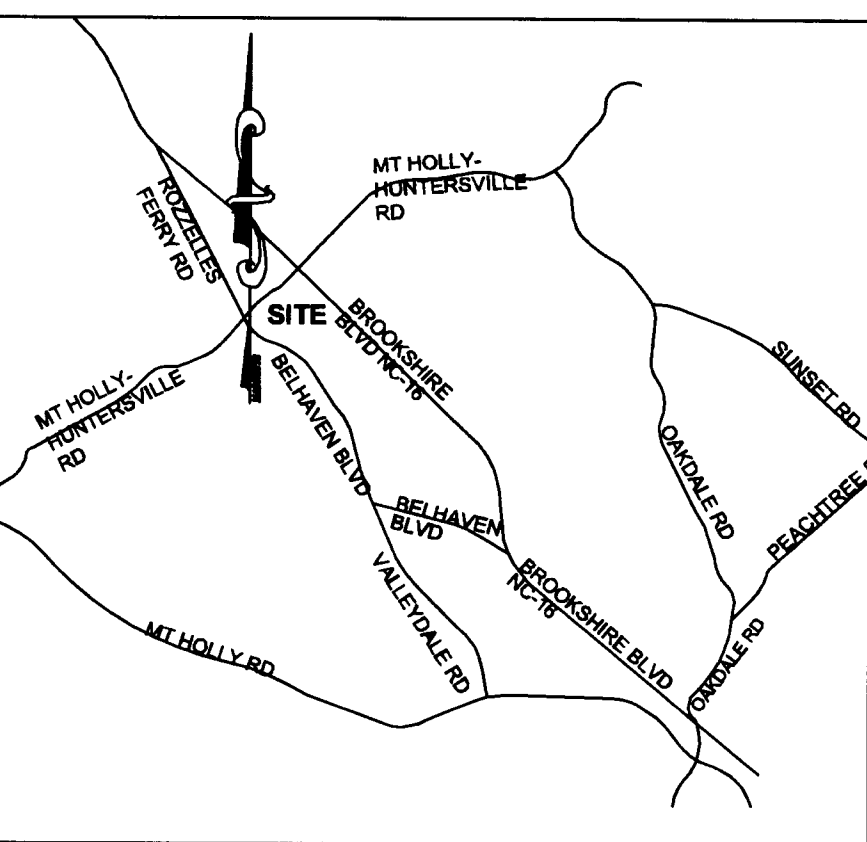 MT HOLLY-
HUNTERSVILLE
RD
ROZZELLES
FERRY RD
SITE
BROOKSHIRE
BLVD NC-16
SUNSET RD
MT HOLLY-
HUNTERSVILLE
RD
BELHAVEN BLVD
OAKDALE RD
PEACHTREE
BELHAVEN
BLVD
BROOKSHIRE BLVD
NC-16
VALLEYDALE RD
MT HOLLY RD
OAKDALE RD